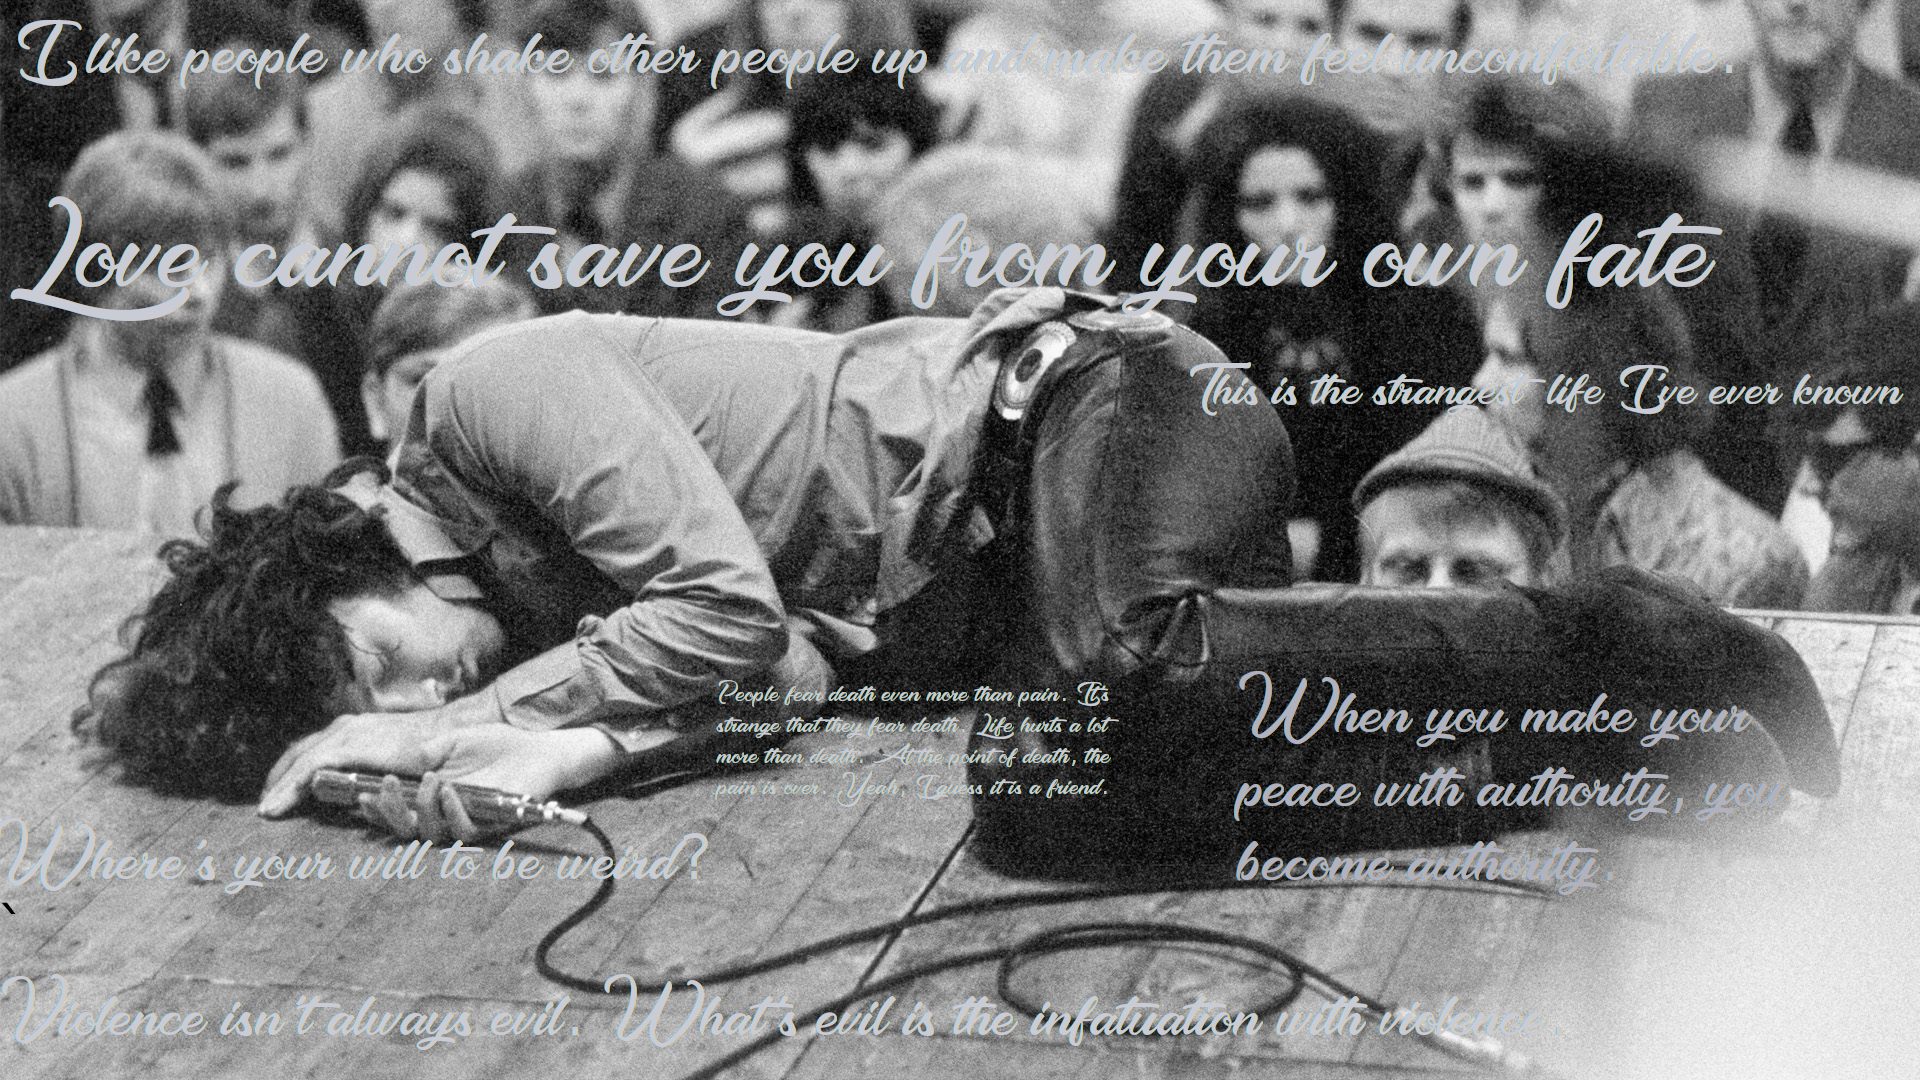 I like people who shake other people up and make them feel uncomfortable.
Love cannot save you from your own fate
This is the strangest life I've ever known
People fear death even more than pain. It's
strange that they fear death. Life hurts a lot
more than death. At the point of death, the
pain is over. Yeah, I guess it is a friend.
When you make your
peace with authority, you
become authority.
Where's your will to be weird?
`
Violence isn't always evil. What's evil is the infatuation with violence.